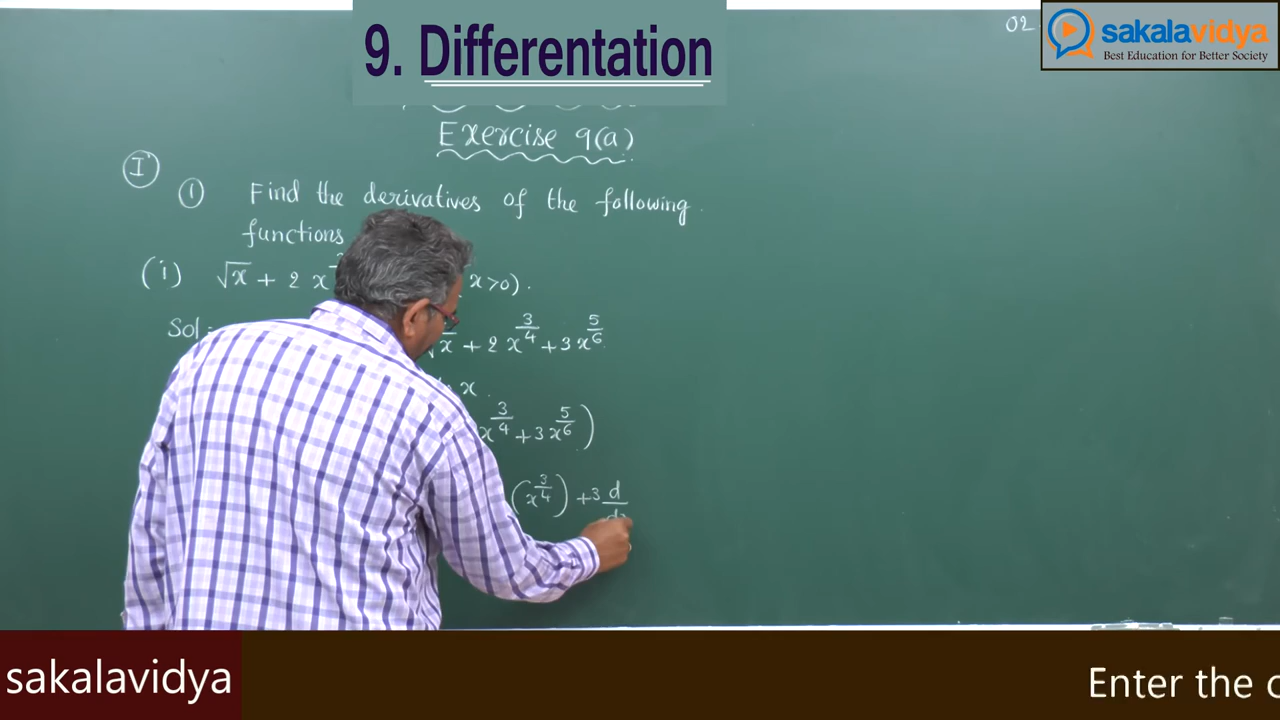 9. Differentation
02
sakalavidya
Best Education for Better Society
Exercise 9(a)
I
① Find the derivatives of the following
functions
(i) √x + 2 x x>0).
Sol:-
√x + 2 x^(3/4) + 3 x^(5/6)
x
x^(3/4) + 3 x^(5/6) )
(x^(3/4)) + 3 d
sakalavidya
Enter the